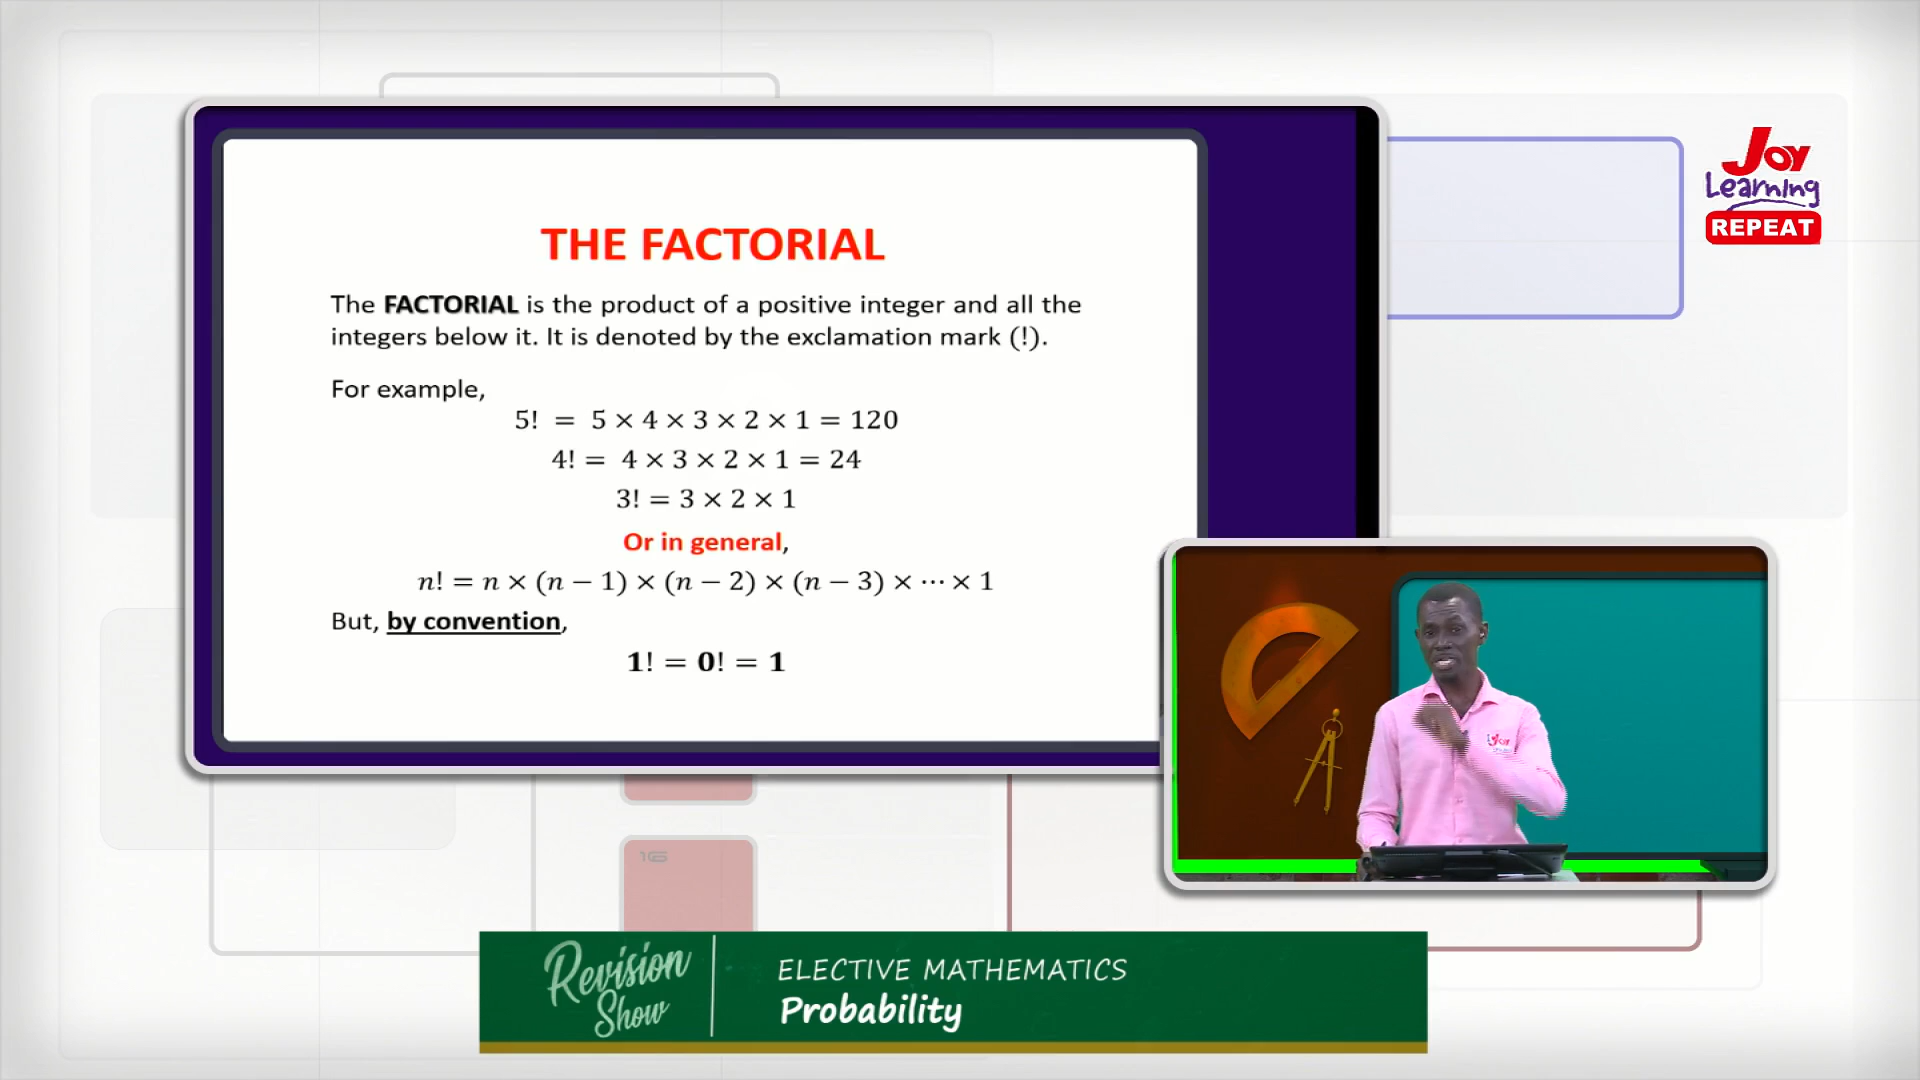 Joy
Learning
REPEAT
THE FACTORIAL
The FACTORIAL is the product of a positive integer and all the
integers below it. It is denoted by the exclamation mark (!).
For example,
5! = 5 × 4 × 3 × 2 × 1 = 120
4! = 4 × 3 × 2 × 1 = 24
3! = 3 × 2 × 1
Or in general,
n! = n × (n − 1) × (n − 2) × (n − 3) × ⋯ × 1
But, by convention,
1! = 0! = 1
Joy
16
Revision
Show
ELECTIVE MATHEMATICS
Probability